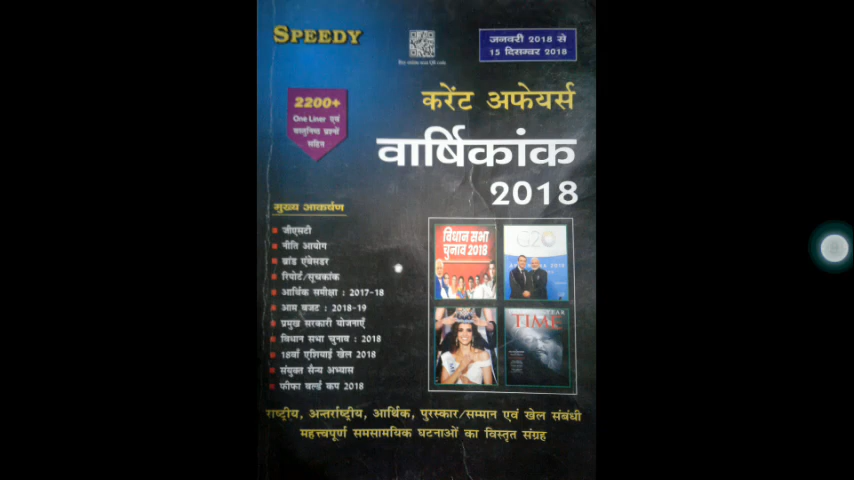 SPEEDY
जनवरी 2018 से
15 दिसम्बर 2018
2200+
One Liner एवं
वस्तुनिष्ठ प्रश्नों
सहित
करेंट अफेयर्स
वार्षिकांक
2018
मुख्य आकर्षण
जीएसटी
नीति आयोग
ब्रांड एंबेसडर
रिपोर्ट/सूचकांक
आर्थिक समीक्षा : 2017-18
आम बजट : 2018-19
प्रमुख सरकारी योजनाएँ
विधान सभा चुनाव : 2018
18वाँ एशियाई खेल 2018
संयुक्त सैन्य अभ्यास
फीफा वर्ल्ड कप 2018
विधान सभा
चुनाव 2018
G20
TIME
राष्ट्रीय, अन्तर्राष्ट्रीय, आर्थिक, पुरस्कार/सम्मान एवं खेल संबंधी
महत्त्वपूर्ण समसामयिक घटनाओं का विस्तृत संग्रह